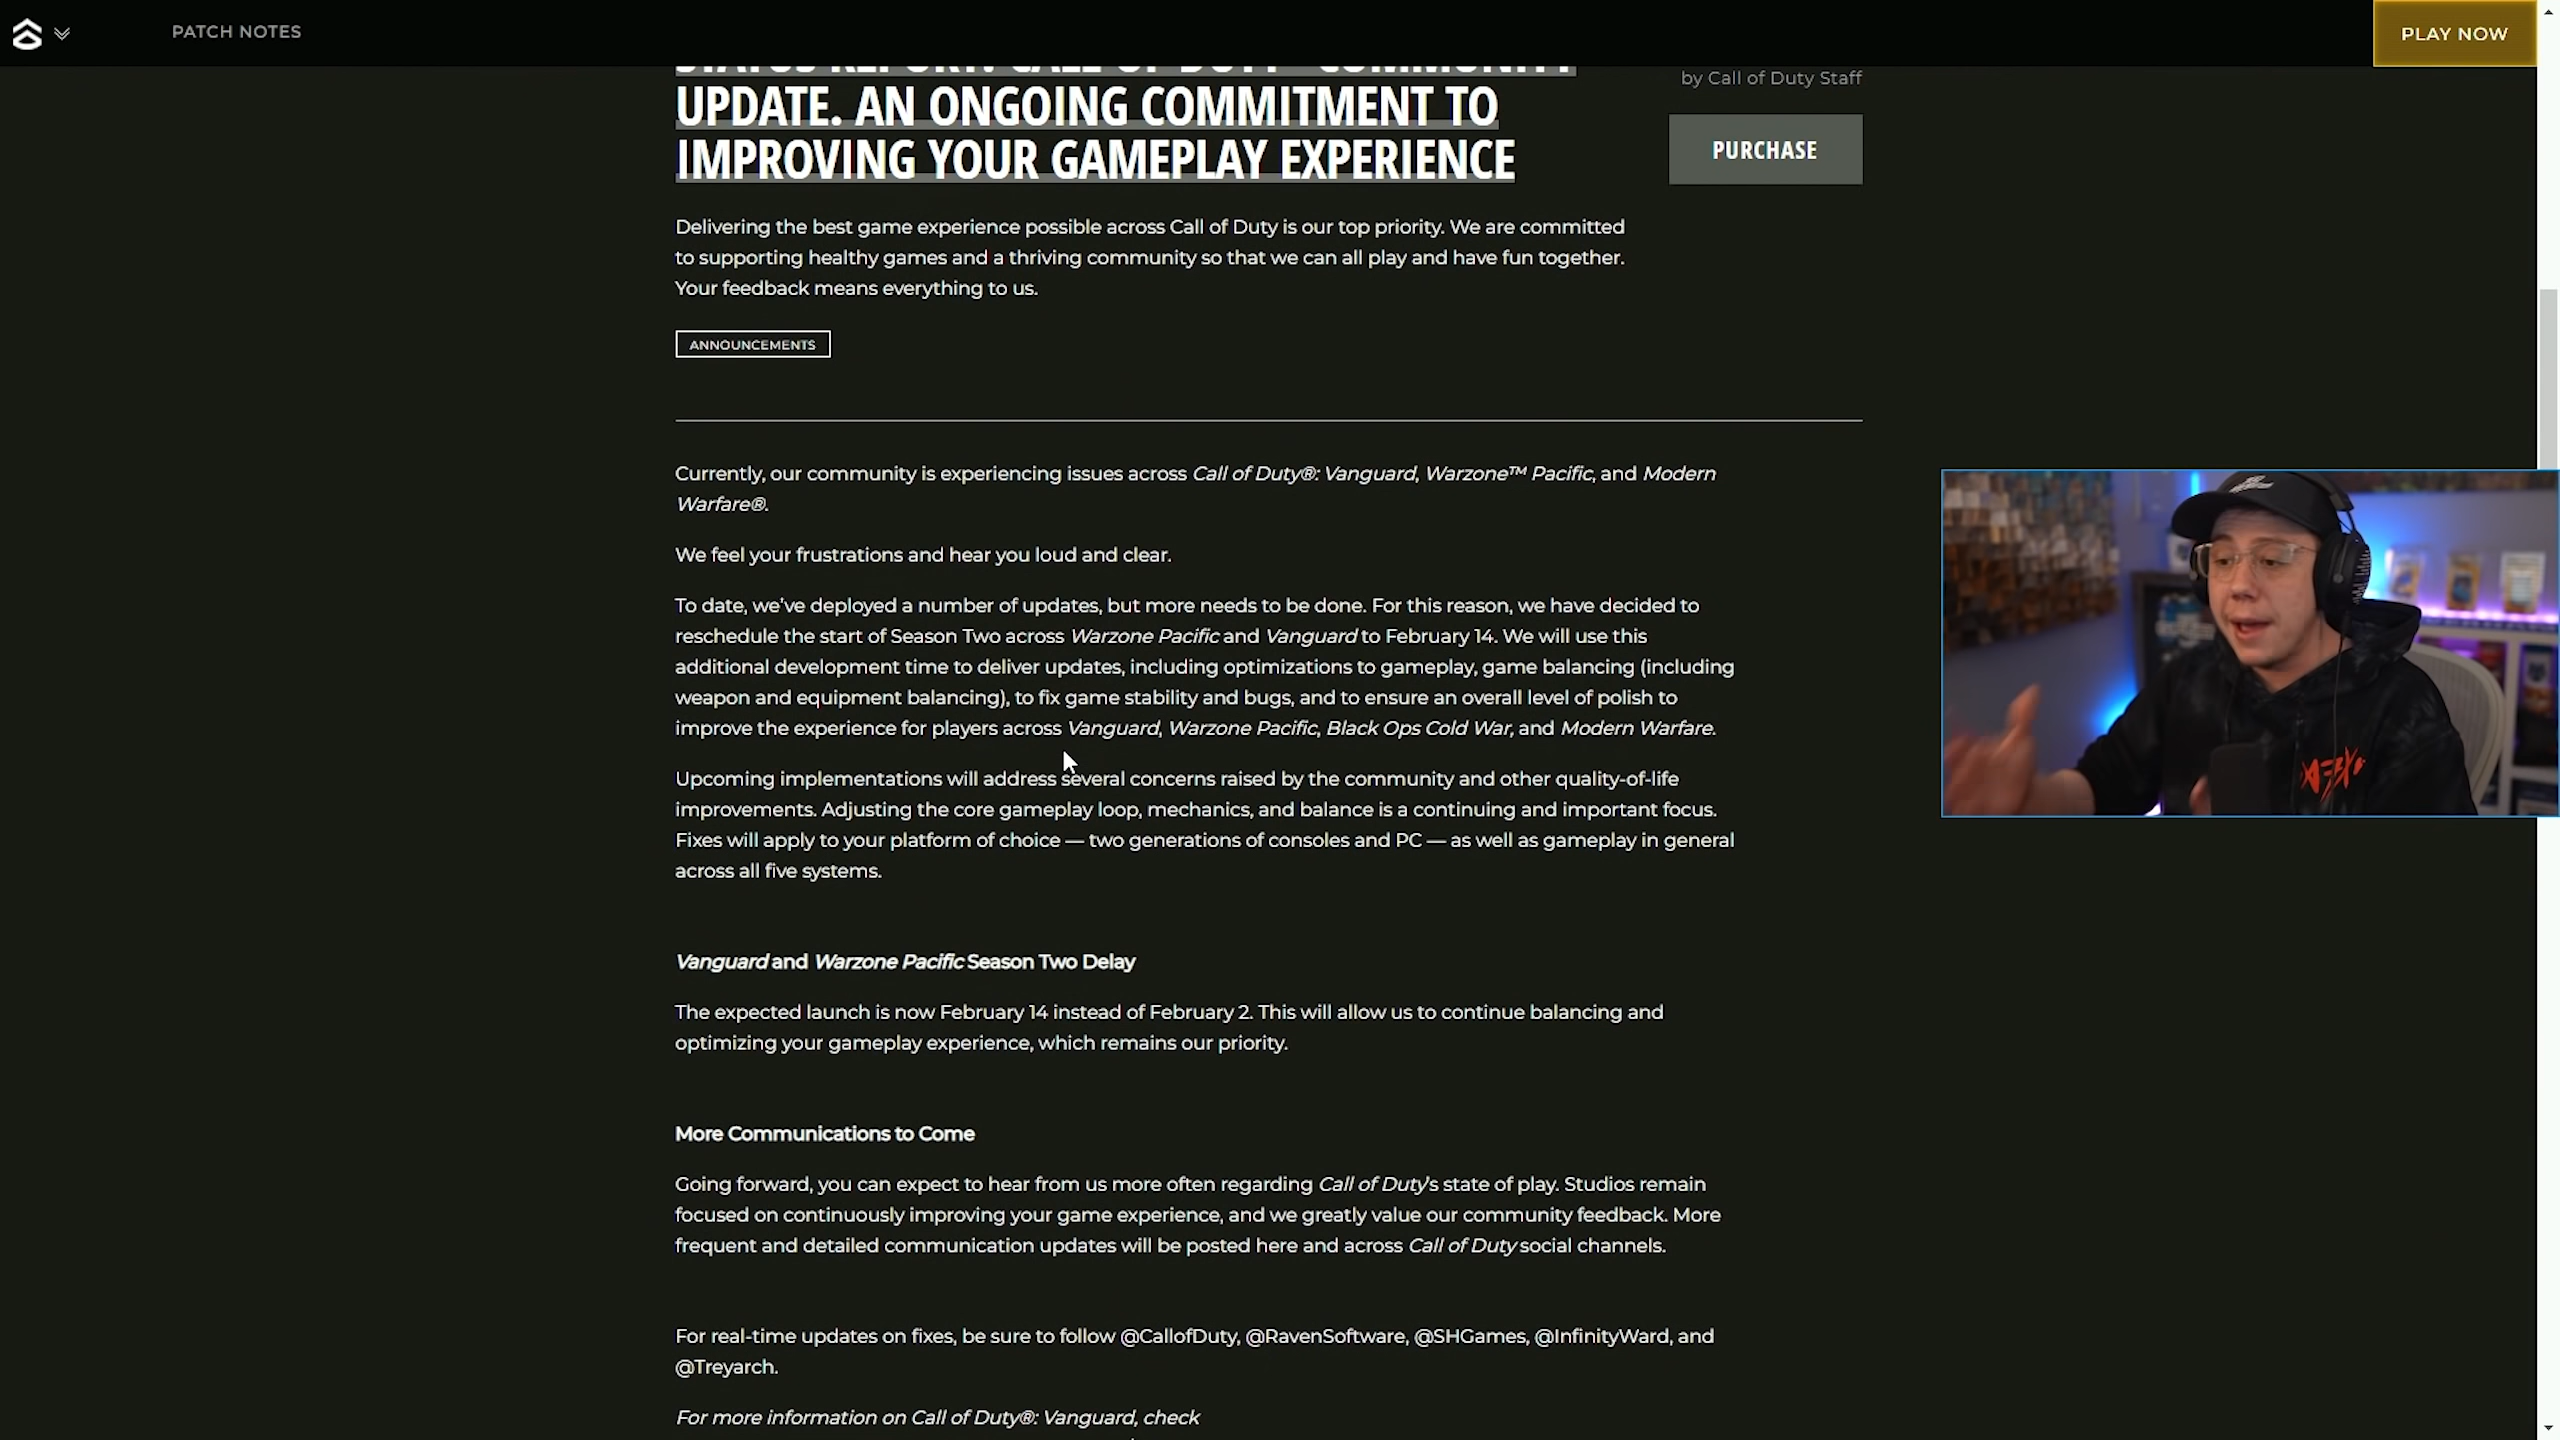 PATCH NOTES
PLAY NOW
STATUS REPORT: CALL OF DUTY® COMMUNITY
UPDATE. AN ONGOING COMMITMENT TO
IMPROVING YOUR GAMEPLAY EXPERIENCE
by Call of Duty Staff
PURCHASE
Delivering the best game experience possible across Call of Duty is our top priority. We are committed
to supporting healthy games and a thriving community so that we can all play and have fun together.
Your feedback means everything to us.
ANNOUNCEMENTS
Currently, our community is experiencing issues across Call of Duty®: Vanguard, Warzone™ Pacific, and Modern
Warfare®.
We feel your frustrations and hear you loud and clear.
To date, we've deployed a number of updates, but more needs to be done. For this reason, we have decided to
reschedule the start of Season Two across Warzone Pacific and Vanguard to February 14. We will use this
additional development time to deliver updates, including optimizations to gameplay, game balancing (including
weapon and equipment balancing), to fix game stability and bugs, and to ensure an overall level of polish to
improve the experience for players across Vanguard, Warzone Pacific, Black Ops Cold War, and Modern Warfare.
Upcoming implementations will address several concerns raised by the community and other quality-of-life
improvements. Adjusting the core gameplay loop, mechanics, and balance is a continuing and important focus.
Fixes will apply to your platform of choice — two generations of consoles and PC — as well as gameplay in general
across all five systems.
Vanguard and Warzone Pacific Season Two Delay
The expected launch is now February 14 instead of February 2. This will allow us to continue balancing and
optimizing your gameplay experience, which remains our priority.
More Communications to Come
Going forward, you can expect to hear from us more often regarding Call of Duty's state of play. Studios remain
focused on continuously improving your game experience, and we greatly value our community feedback. More
frequent and detailed communication updates will be posted here and across Call of Duty social channels.
For real-time updates on fixes, be sure to follow @CallofDuty, @RavenSoftware, @SHGames, @InfinityWard, and
@Treyarch.
For more information on Call of Duty®: Vanguard, check